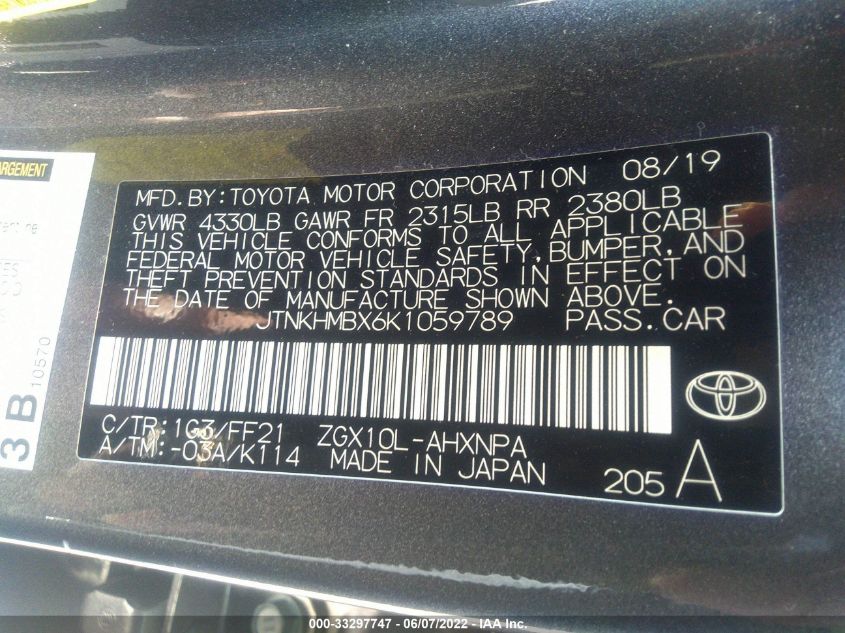 ARGEMENT
3B 10570
MFD.BY:TOYOTA MOTOR CORPORATION 08/19
GVWR 4330LB GAWR FR 2315LB RR 2380LB
THIS VEHICLE CONFORMS TO ALL APPLICABLE
FEDERAL MOTOR VEHICLE SAFETY,BUMPER,AND
THEFT PREVENTION STANDARDS IN EFFECT ON
THE DATE OF MANUFACTURE SHOWN ABOVE.
JTNKHMBX6K1059789 PASS.CAR
C/TR:1G3/FF21 ZGX10L-AHXNPA
A/TM:-03A/K114 MADE IN JAPAN
205 A
000-33297747 - 06/07/2022 - IAA Inc.